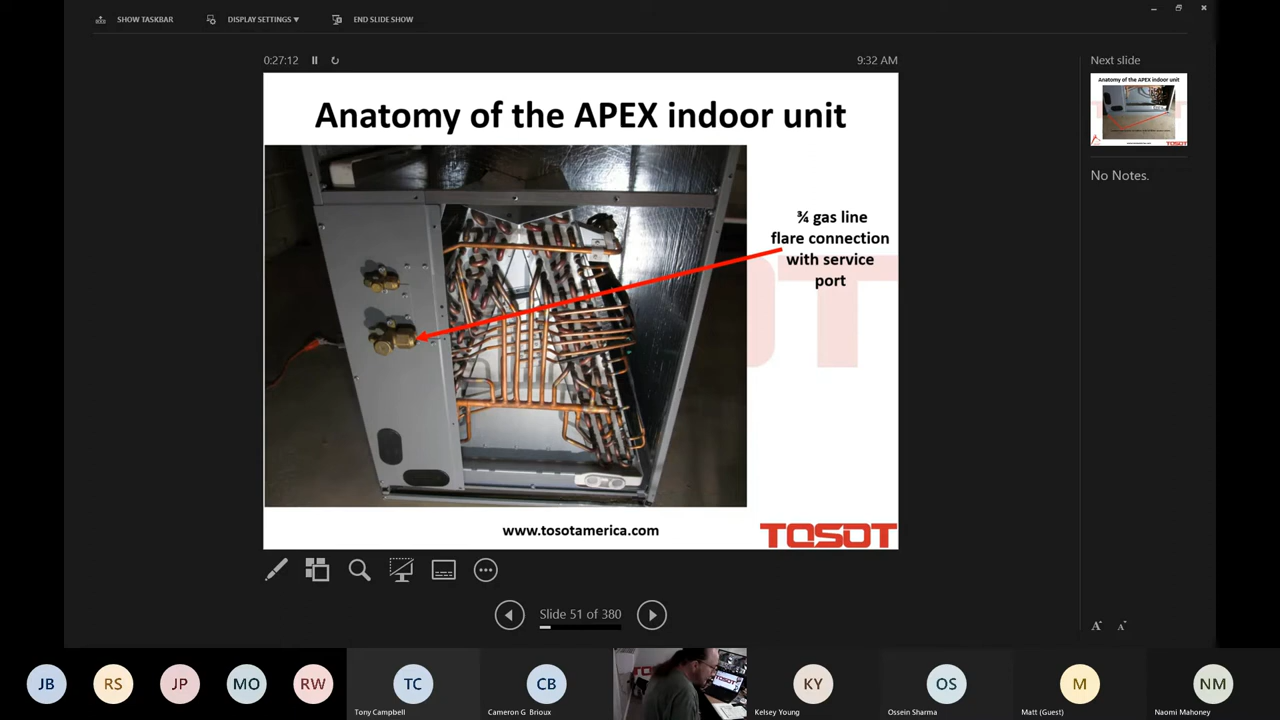 SHOW TASKBAR
DISPLAY SETTINGS ▾
END SLIDE SHOW
0:27:12
9:32 AM
Next slide
Anatomy of the APEX indoor unit
Anatomy of the APEX indoor unit
TOSOT
No Notes.
¾ gas line
flare connection
with service
port
www.tosotamerica.com
TOSOT
Slide 51 of 380
A A
JB
RS
JP
MO
RW
TC
CB
TOSOT
KY
OS
M
NM
Tony Campbell
Cameron G Brioux
Kelsey Young
Ossein Sharma
Matt (Guest)
Naomi Mahoney